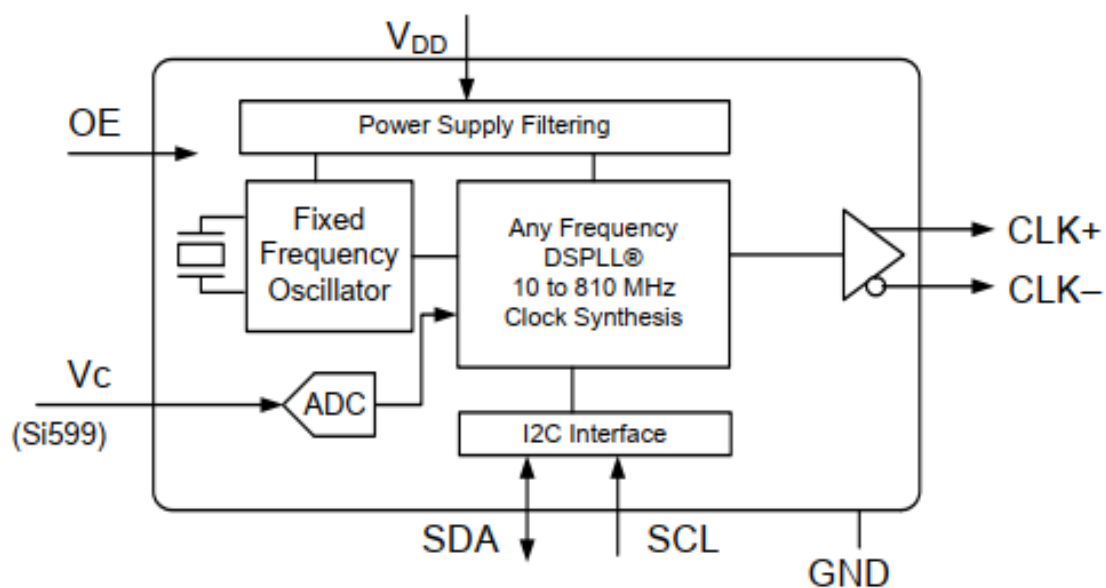 V_DD
OE
Power Supply Filtering
Fixed
Frequency
Oscillator
Any Frequency
DSPLL®
10 to 810 MHz
Clock Synthesis
CLK+
CLK–
Vc
(Si599)
ADC
I2C Interface
SDA
SCL
GND